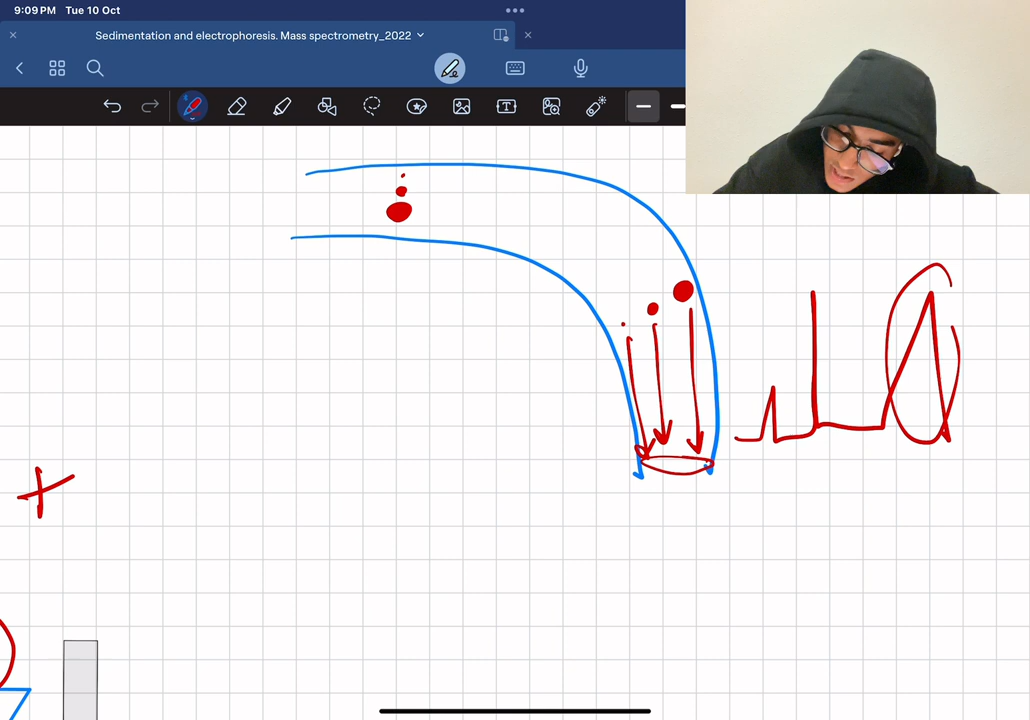 9:09 PM Tue 10 Oct
Sedimentation and electrophoresis. Mass spectrometry_2022
+